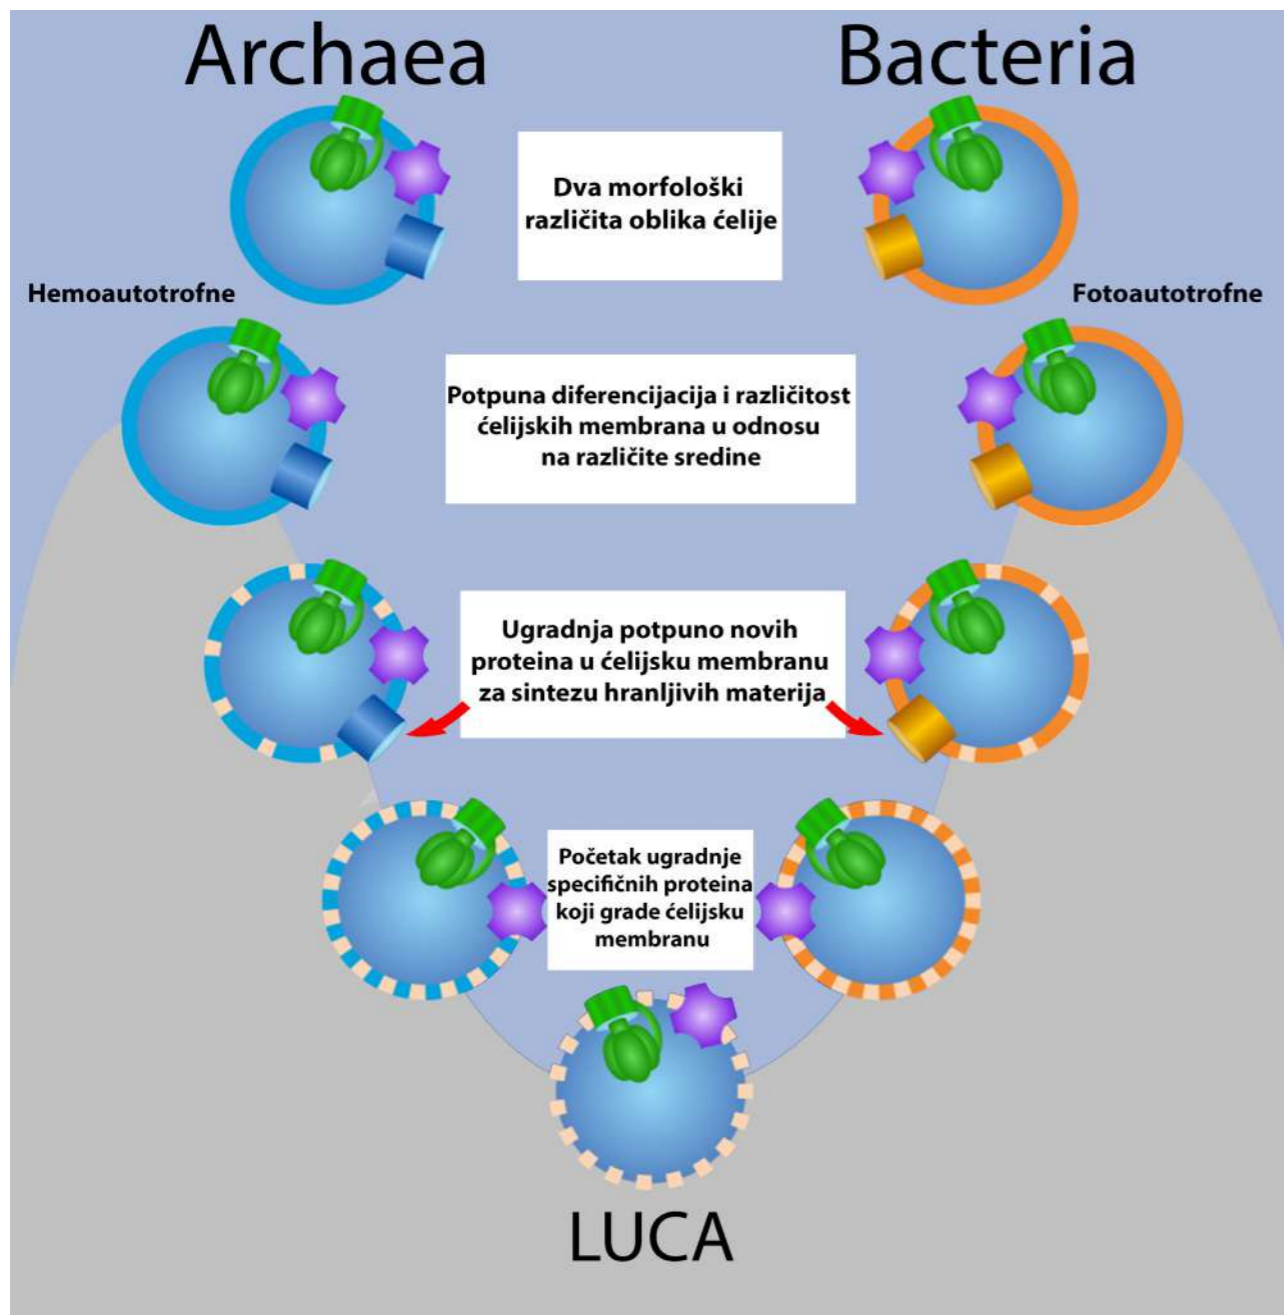 Archaea
Bacteria
Dva morfološki
različita oblika ćelije
Hemoautotrofne
Fotoautotrofne
Potpuna diferencijacija i različitost
ćelijskih membrana u odnosu
na različite sredine
Ugradnja potpuno novih
proteina u ćelijsku membranu
za sintezu hranljivih materija
Početak ugradnje
specifičnih proteina
koji grade ćelijsku
membranu
LUCA